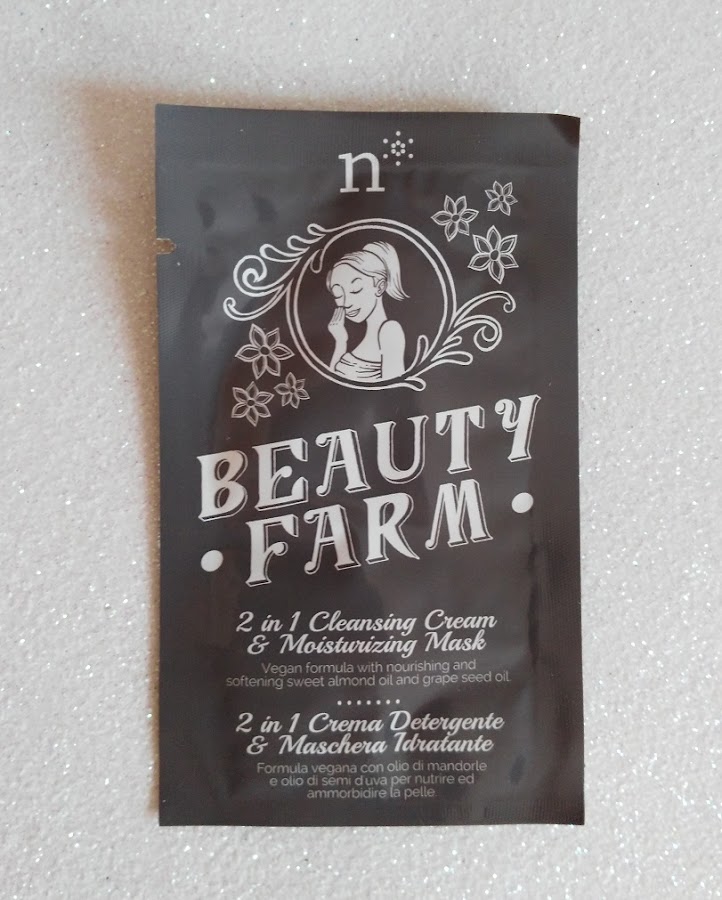 n
BEAUTY
• FARM •
2 in 1 Cleansing Cream
& Moisturizing Mask
Vegan formula with nourishing and
softening sweet almond oil and grape seed oil.
2 in 1 Crema Detergente
& Maschera Idratante
Formula vegana con olio di mandorle
e olio di semi d'uva per nutrire ed
ammorbidire la pelle.